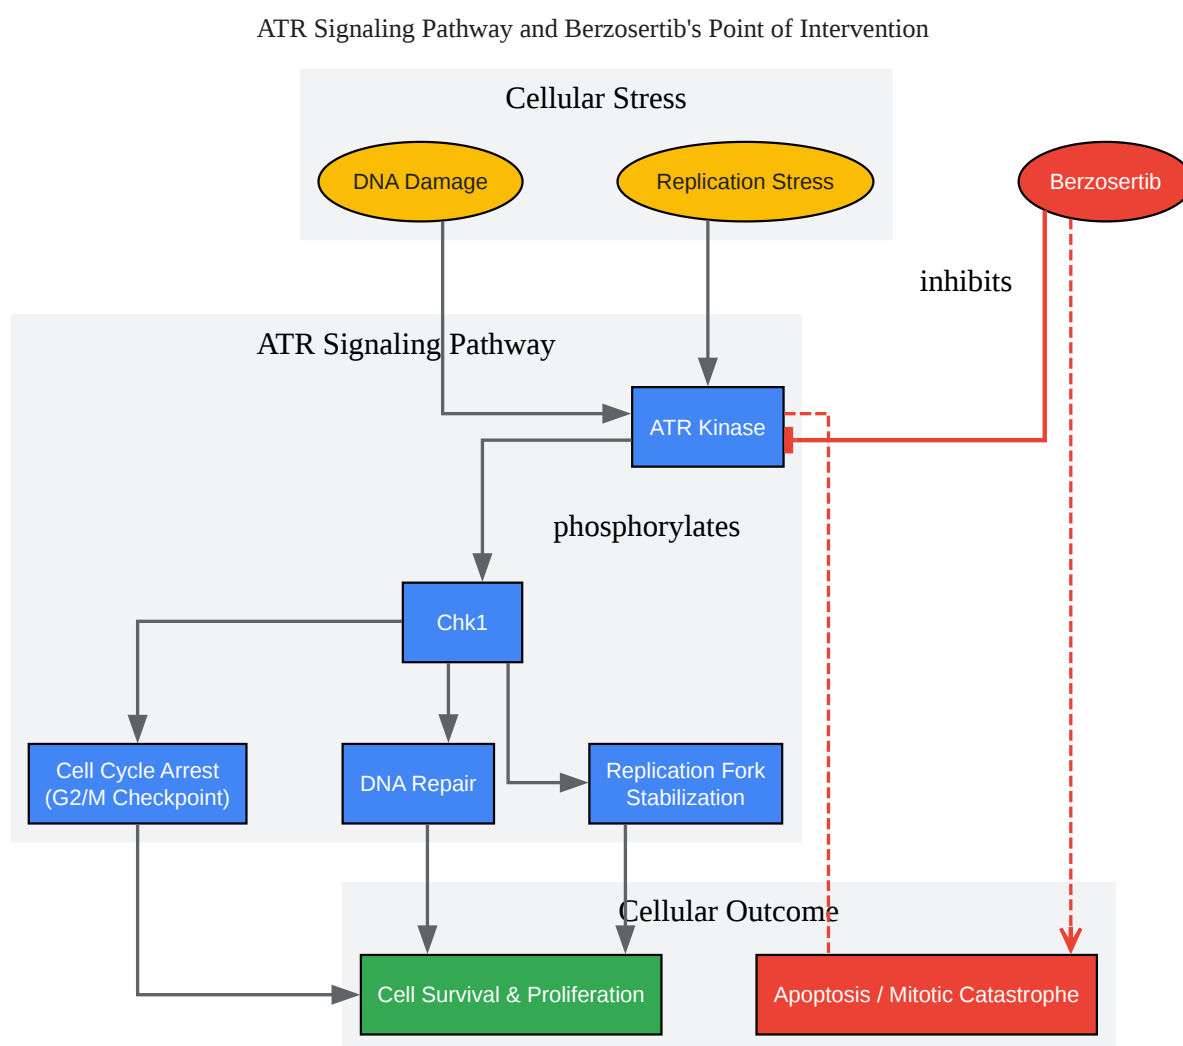 ATR Signaling Pathway and Berzosertib's Point of Intervention
Cellular Stress
DNA Damage
Replication Stress
Berzosertib
inhibits
ATR Signaling Pathway
ATR Kinase
phosphorylates
Chk1
Cell Cycle Arrest
(G2/M Checkpoint)
DNA Repair
Replication Fork
Stabilization
Cellular Outcome
Cell Survival & Proliferation
Apoptosis / Mitotic Catastrophe